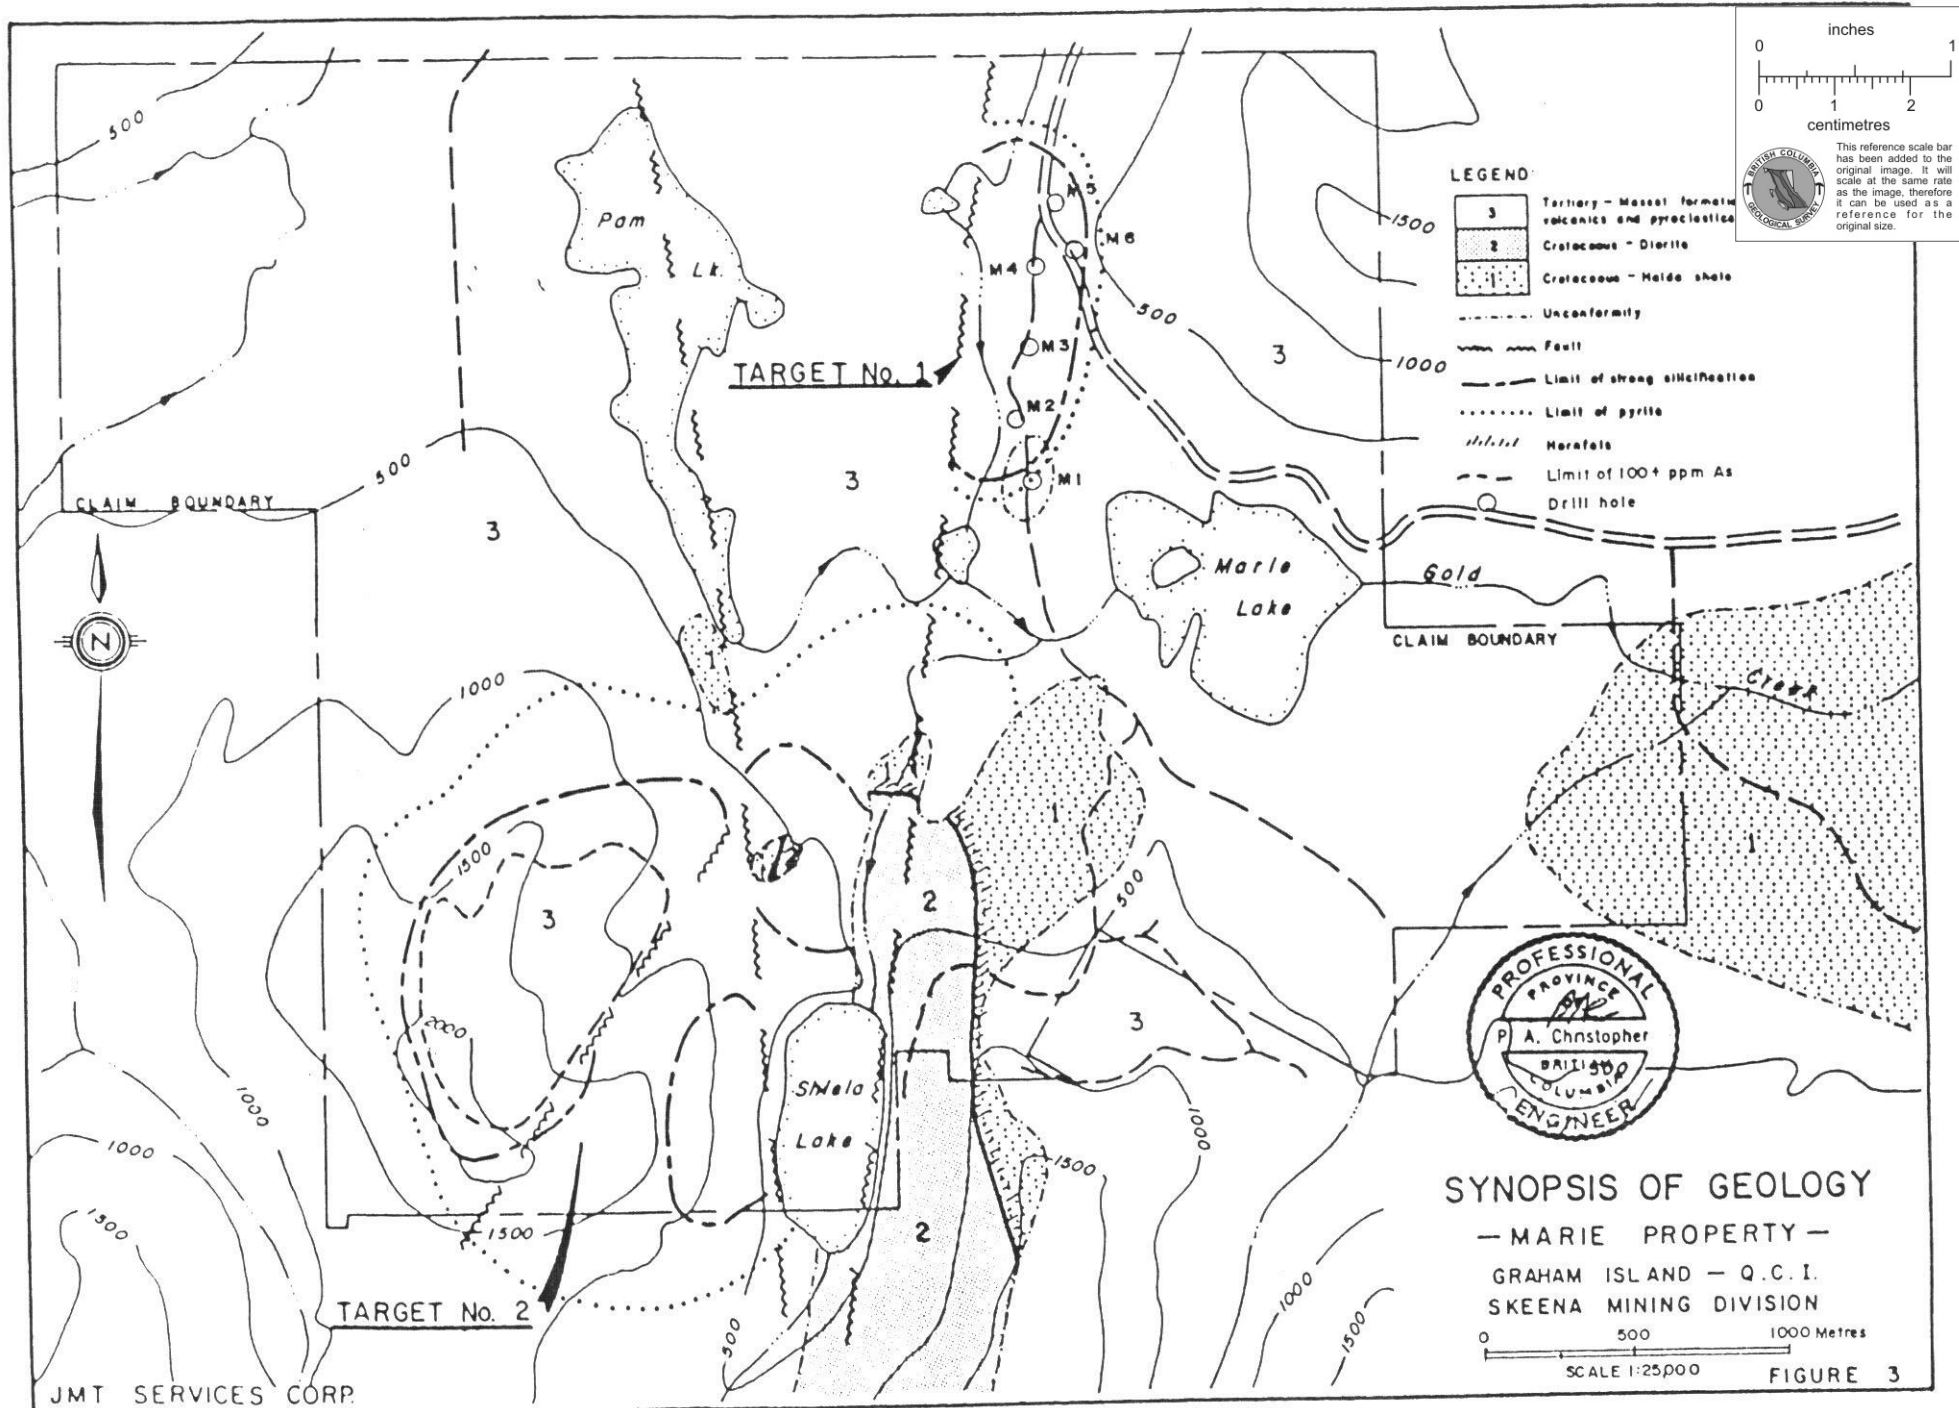 inches
0 1
0 1 2
centimetres
This reference scale bar
has been added to the
original image. It will
scale at the same rate
as the image, therefore
it can be used as a
reference for the
original size.
BRITISH COLUMBIA
GEOLOGICAL SURVEY
LEGEND
3 Tertiary - Masset formatio
volcanics and pyroclastics
2 Cretaceous - Diorite
1 Cretaceous - Haida shale
Unconformity
Fault
Limit of strong silicification
Limit of pyrite
Hornfels
Limit of 100+ ppm As
Drill hole
500
Pam
Lk.
M5
M6
M4
M3
M2
M1
1500
500
1000
3
TARGET No. 1
3
500
CLAIM BOUNDARY
3
N
Marie
Lake
Gold
CLAIM BOUNDARY
Creek
1
1000
1
1
1500
3
2
500
2000
3
Shiela
Lake
1000
1000
1500
1000
1500
1500
2
TARGET No. 2
500
1000
1500
PROFESSIONAL
PROVINCE
P A. Christopher
BRITISH
500
COLUMBIA
ENGINEER
SYNOPSIS OF GEOLOGY
— MARIE PROPERTY —
GRAHAM ISLAND — Q.C.I.
SKEENA MINING DIVISION
0 500 1000 Metres
SCALE 1:25,000
FIGURE 3
JMT SERVICES CORP.